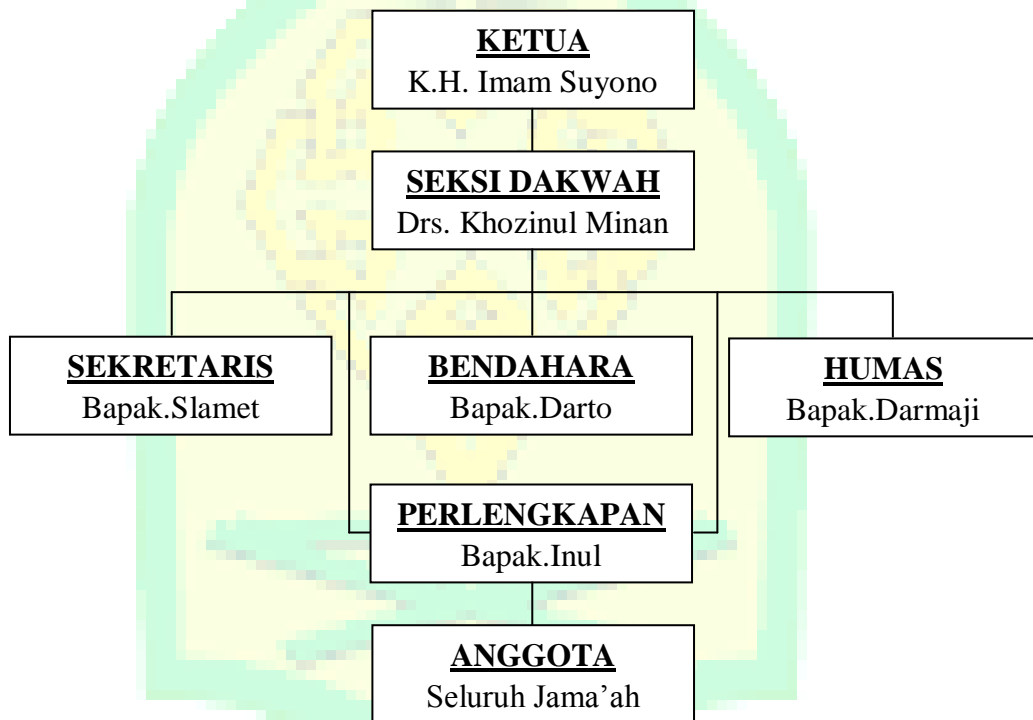 KETUA
K.H. Imam Suyono
SEKSI DAKWAH
Drs. Khozinul Minan
SEKRETARIS
Bapak.Slamet
BENDAHARA
Bapak.Darto
HUMAS
Bapak.Darmaji
PERLENGKAPAN
Bapak.Inul
ANGGOTA
Seluruh Jama’ah